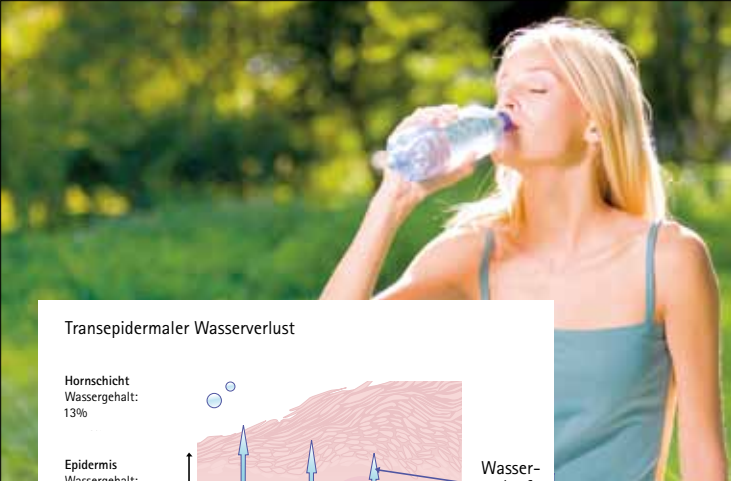 Transepidermaler Wasserverlust
Hornschicht
Wassergehalt:
13%
Epidermis
Wassergehalt:
Wasser-